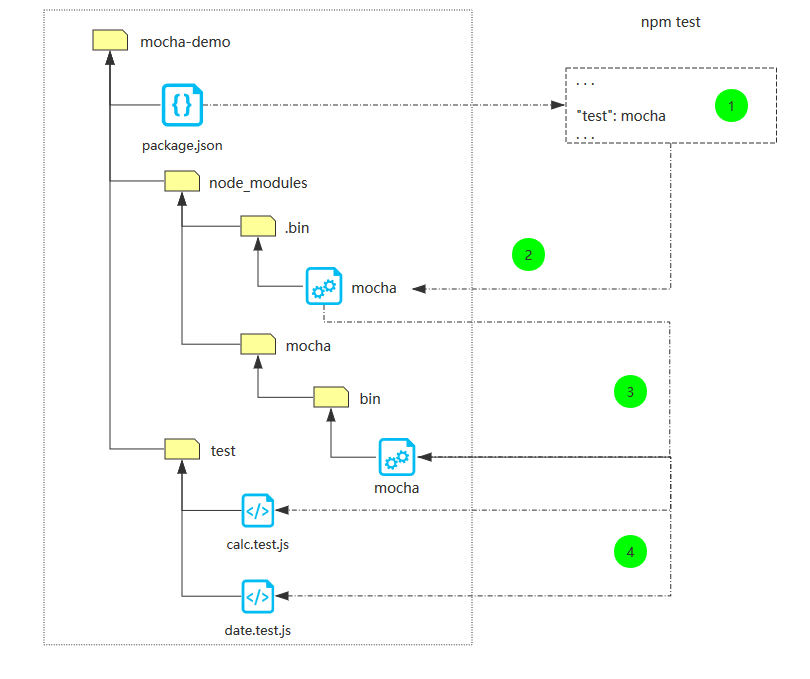 npm test
mocha-demo
...
"test": mocha
...
1
package.json
node_modules
.bin
2
mocha
mocha
3
bin
test
mocha
calc.test.js
4
date.test.js